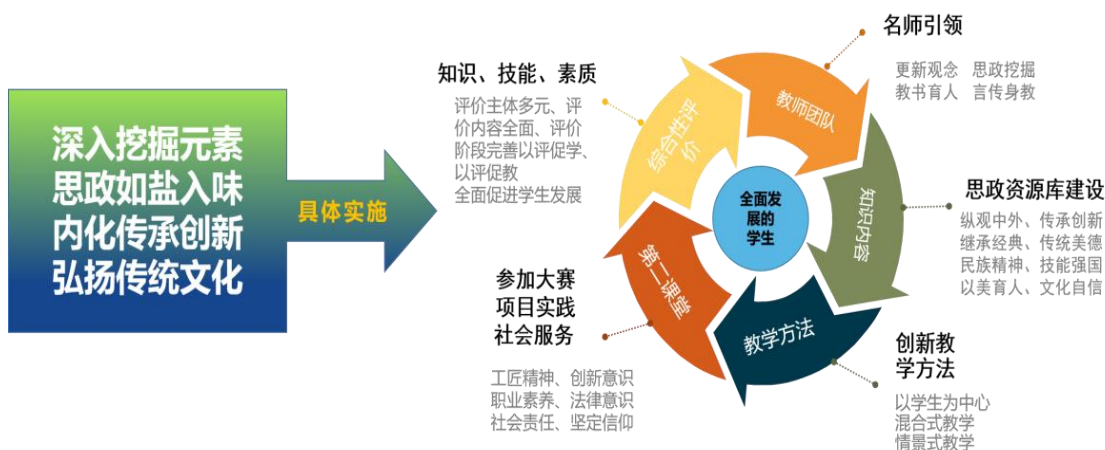 深入挖掘元素
思政如盐入味
内化传承创新
弘扬传统文化
具体实施
知识、技能、素质
评价主体多元、评
价内容全面、评价
阶段完善以评促学、
以评促教
全面促进学生发展
参加大赛
项目实践
社会服务
工匠精神、创新意识
职业素养、法律意识
社会责任、坚定信仰
综合性评
价
教师团队
知识内容
教学方法
第二课堂
全面发
展的
学生
名师引领
更新观念 思政挖掘
教书育人 言传身教
思政资源库建设
纵观中外、传承创新
继承经典、传统美德
民族精神、技能强国
以美育人、文化自信
创新教
学方法
以学生为中心
混合式教学
情景式教学